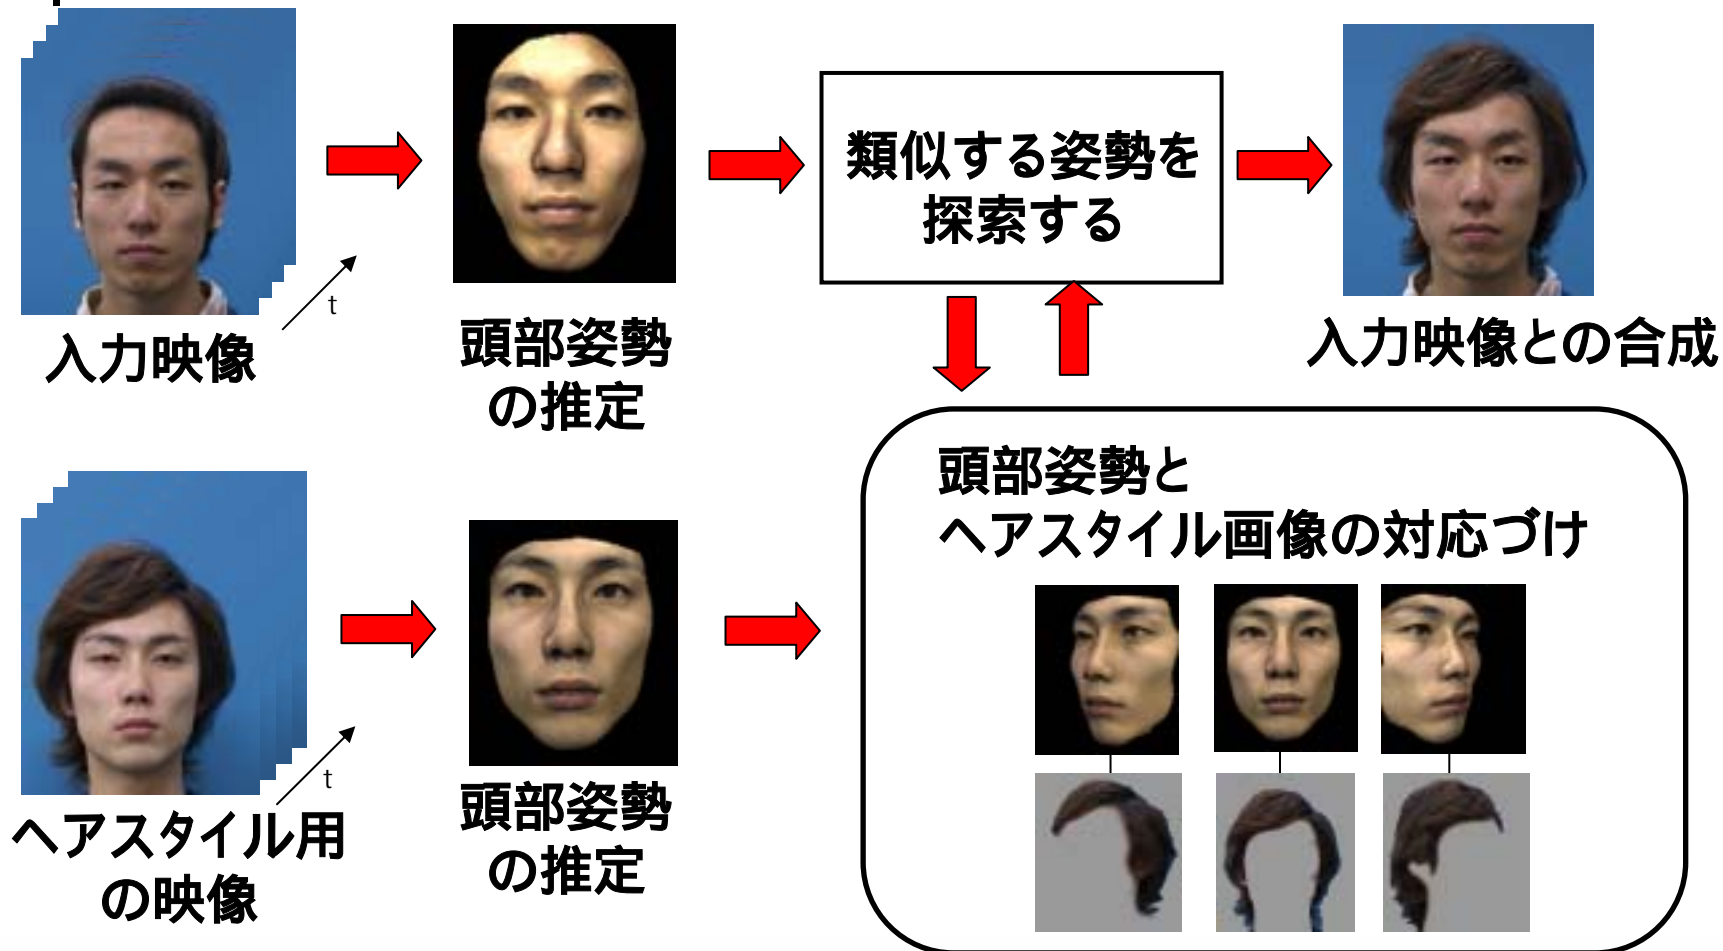 入力映像
t
頭部姿勢
の推定
類似する姿勢を
探索する
入力映像との合成
ヘアスタイル用
の映像
t
頭部姿勢
の推定
頭部姿勢と
ヘアスタイル画像の対応づけ